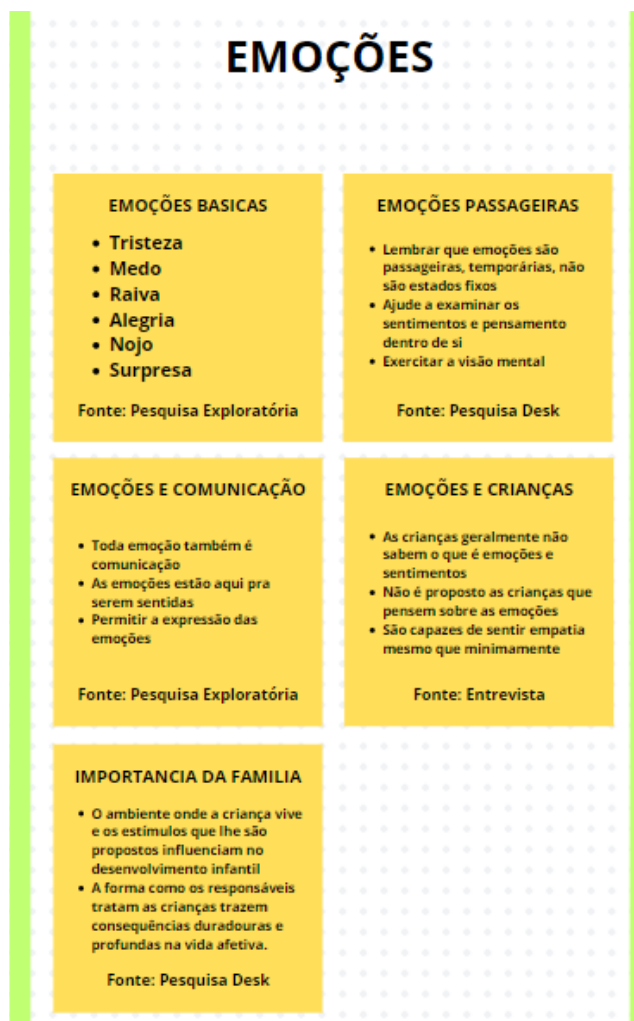 EMOÇÕES
EMOÇÕES BASICAS
• Tristeza
• Medo
• Raiva
• Alegria
• Nojo
• Surpresa
Fonte: Pesquisa Exploratória
EMOÇÕES PASSAGEIRAS
• Lembrar que emoções são
passageiras, temporárias, não
são estados fixos
• Ajude a examinar os
sentimentos e pensamento
dentro de si
• Exercitar a visão mental
Fonte: Pesquisa Desk
EMOÇÕES E COMUNICAÇÃO
• Toda emoção também é
comunicação
• As emoções estão aqui pra
serem sentidas
• Permitir a expressão das
emoções
Fonte: Pesquisa Exploratória
EMOÇÕES E CRIANÇAS
• As crianças geralmente não
sabem o que é emoções e
sentimentos
• Não é proposto as crianças que
pensem sobre as emoções
• São capazes de sentir empatia
mesmo que minimamente
Fonte: Entrevista
IMPORTANCIA DA FAMILIA
• O ambiente onde a criança vive
e os estímulos que lhe são
propostos influenciam no
desenvolvimento infantil
• A forma como os responsáveis
tratam as crianças trazem
consequências duradouras e
profundas na vida afetiva.
Fonte: Pesquisa Desk